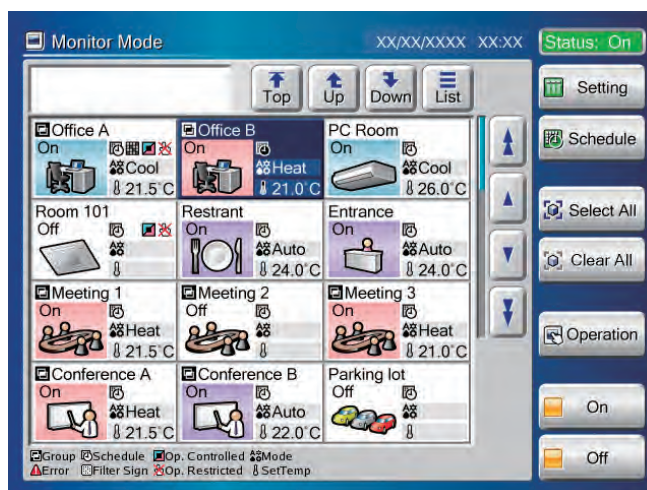 Monitor Mode XX/XX/XXXX XX:XX Status: On
Top Up Down List Setting
Office A Office B PC Room
On On On Schedule
Heat Cool
Cool
21.5°C 21.0°C 26.0°C
Room 101 Restrant Entrance Select All
Off On On
Auto Auto Clear All
24.0°C 24.0°C
Meeting 1 Meeting 2 Meeting 3
On Off On
Heat Heat Operation
21.5°C 21.0°C
Conference A Conference B Parking lot
On On Off On
Heat Auto
21.5°C 22.0°C
Group Schedule Op. Controlled Mode Off
Error Filter Sign Op. Restricted SetTemp